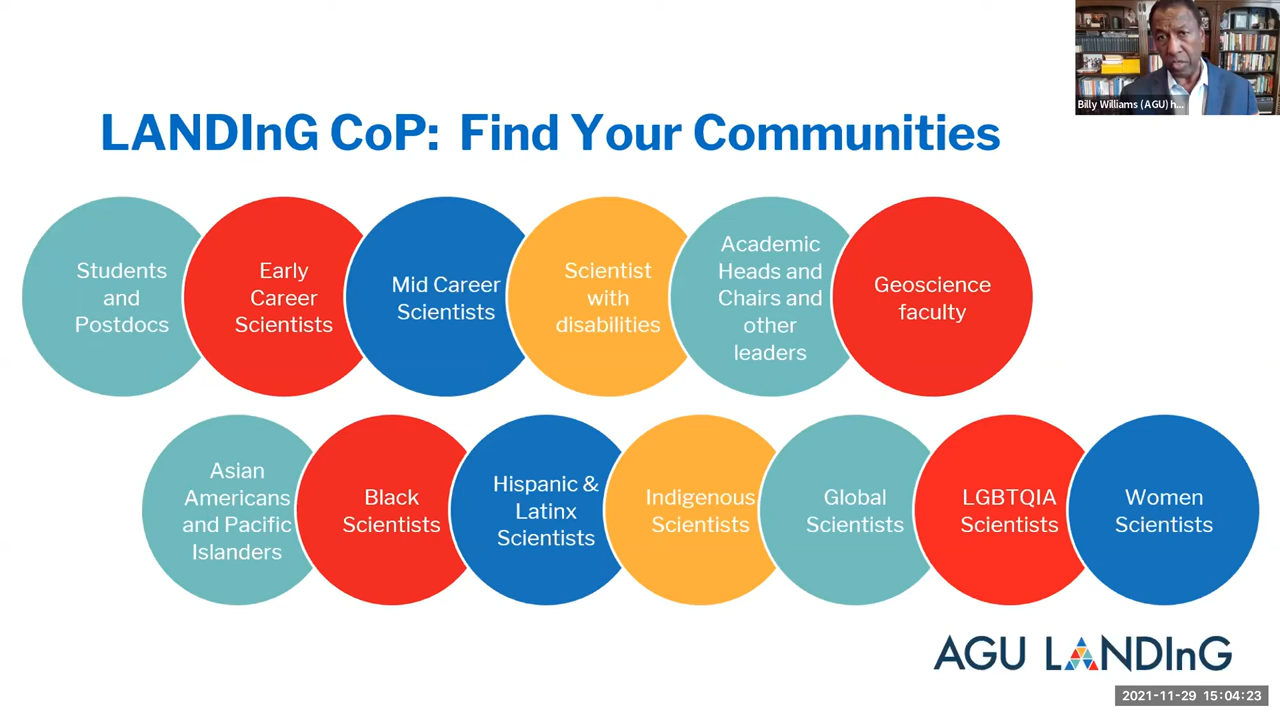 Billy Williams (AGU) h...
LANDInG CoP: Find Your Communities
Students
and
Postdocs
Early
Career
Scientists
Mid Career
Scientists
Scientist
with
disabilities
Academic
Heads and
Chairs and
other
leaders
Geoscience
faculty
Asian
Americans
and Pacific
Islanders
Black
Scientists
Hispanic &
Latinx
Scientists
Indigenous
Scientists
Global
Scientists
LGBTQIA
Scientists
Women
Scientists
AGU LANDInG
2021-11-29 15:04:23